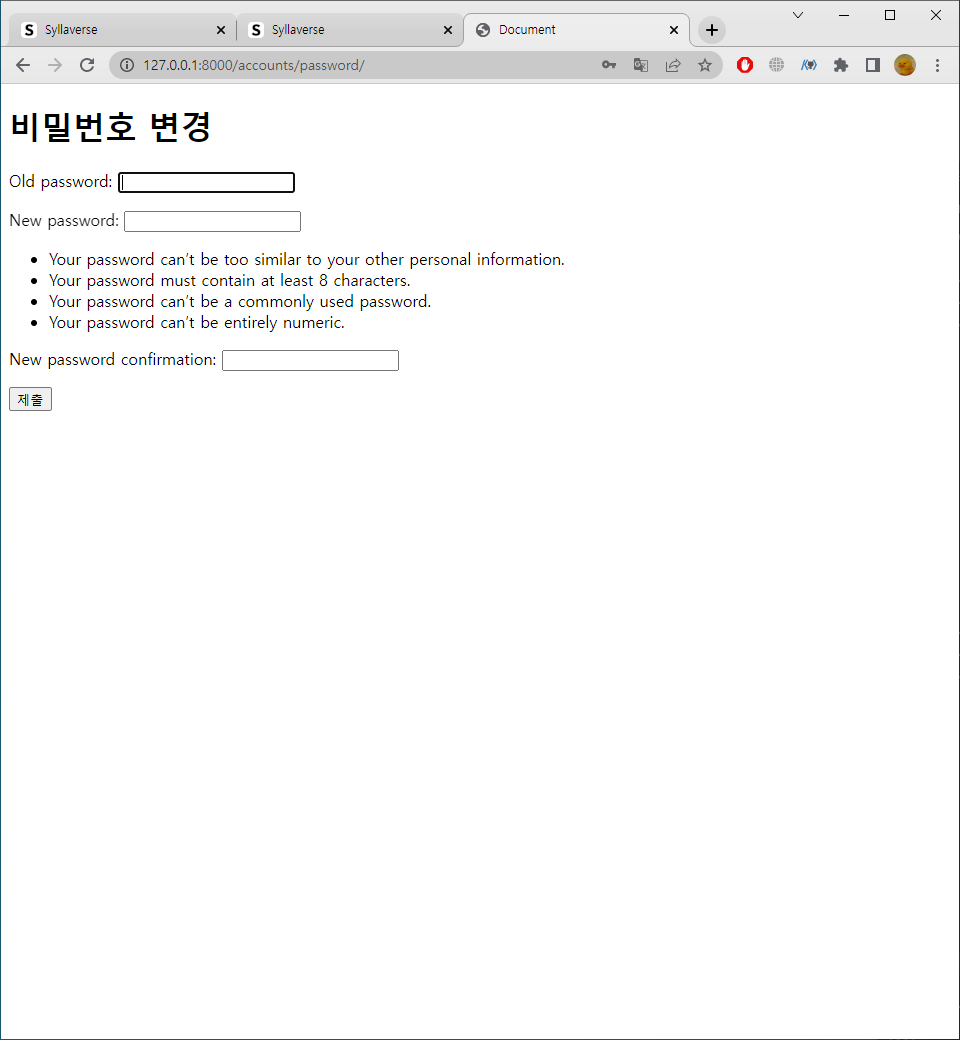 Syllaverse
Syllaverse
Document
127.0.0.1:8000/accounts/password/
비밀번호 변경
Old password:
New password:
Your password can't be too similar to your other personal information.
Your password must contain at least 8 characters.
Your password can't be a commonly used password.
Your password can't be entirely numeric.
New password confirmation:
제출